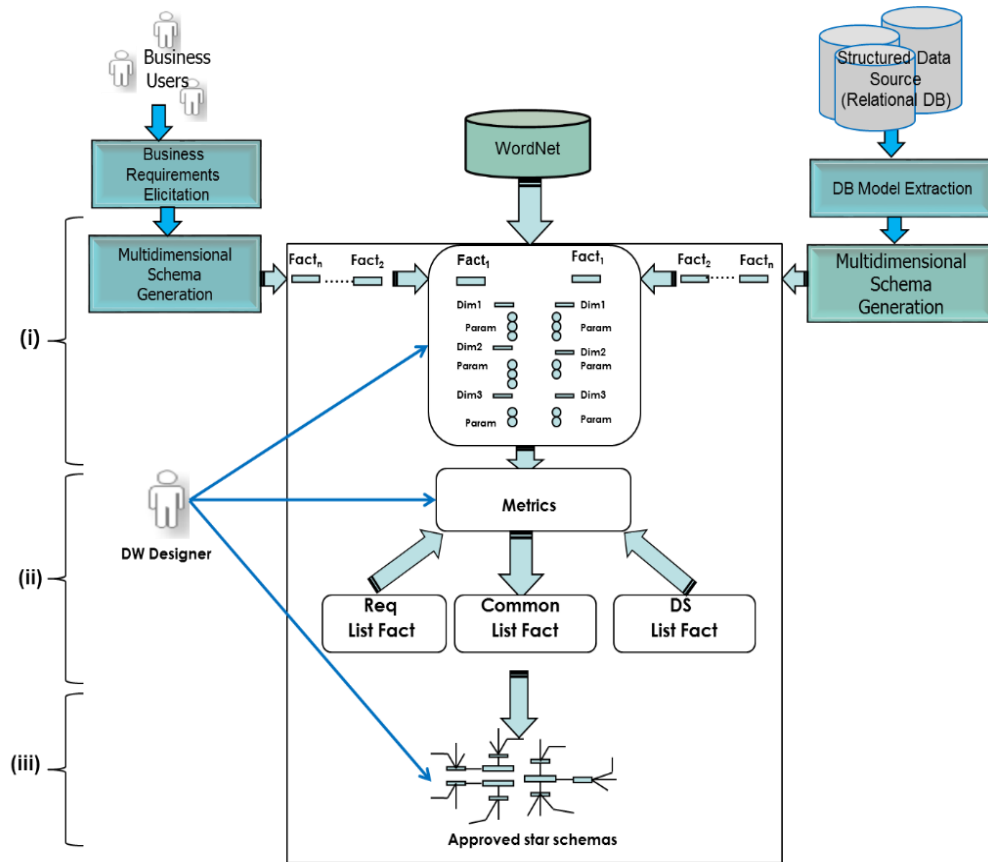 Business
Users
Structured Data
Source
(Relational DB)
WordNet
Business
Requirements
Elicitation
DB Model Extraction
Multidimensional
Schema
Generation
Factn ...... Fact2
Fact1
Fact1
Fact2 ...... Factn
Multidimensional
Schema
Generation
Dim1
Dim1
Param
Param
Dim2
Dim2
Param
Param
Dim3
Dim3
Param
Param
(i)
Metrics
DW Designer
(ii)
Req
List Fact
Common
List Fact
DS
List Fact
(iii)
Approved star schemas